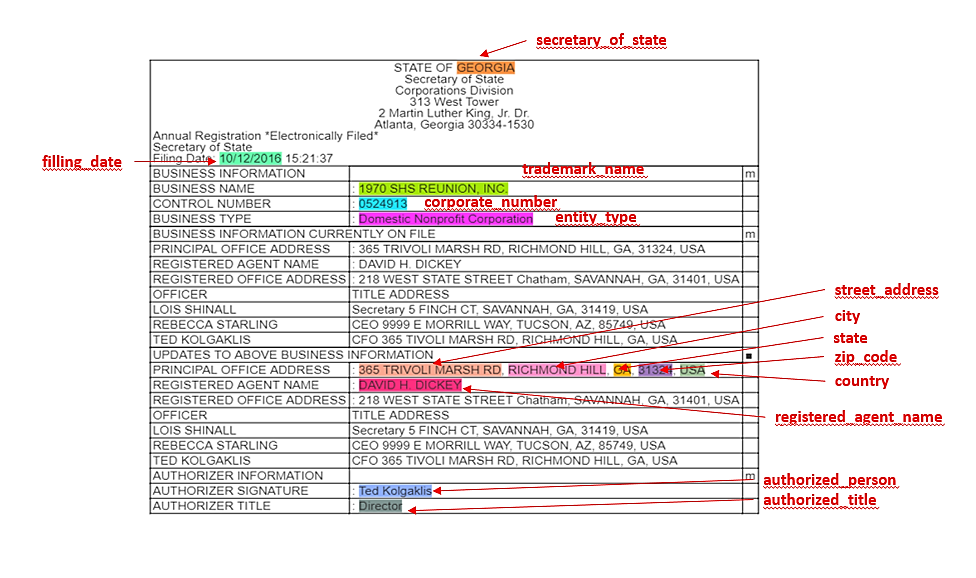 secretary_of_state
STATE OF GEORGIA
Secretary of State
Corporations Division
313 West Tower
2 Martin Luther King, Jr. Dr.
Atlanta, Georgia 30334-1530
Annual Registration *Electronically Filed*
Secretary of State
filling_date Filing Date: 10/12/2016 15:21:37
BUSINESS INFORMATION trademark_name m
BUSINESS NAME : 1970 SHS REUNION, INC.
CONTROL NUMBER : 0524913 corporate_number
BUSINESS TYPE : Domestic Nonprofit Corporation entity_type
BUSINESS INFORMATION CURRENTLY ON FILE m
PRINCIPAL OFFICE ADDRESS : 365 TRIVOLI MARSH RD, RICHMOND HILL, GA, 31324, USA
REGISTERED AGENT NAME : DAVID H. DICKEY
REGISTERED OFFICE ADDRESS : 218 WEST STATE STREET Chatham, SAVANNAH, GA, 31401, USA
OFFICER TITLE ADDRESS street_address
LOIS SHINALL Secretary 5 FINCH CT, SAVANNAH, GA, 31419, USA city
REBECCA STARLING CEO 9999 E MORRILL WAY, TUCSON, AZ, 85749, USA
TED KOLGAKLIS CFO 365 TIVOLI MARSH RD, RICHMOND HILL, GA, USA state
UPDATES TO ABOVE BUSINESS INFORMATION ■ zip_code
PRINCIPAL OFFICE ADDRESS : 365 TRIVOLI MARSH RD, RICHMOND HILL, GA, 31324, USA country
REGISTERED AGENT NAME : DAVID H. DICKEY
REGISTERED OFFICE ADDRESS : 218 WEST STATE STREET Chatham, SAVANNAH, GA, 31401, USA
OFFICER TITLE ADDRESS registered_agent_name
LOIS SHINALL Secretary 5 FINCH CT, SAVANNAH, GA, 31419, USA
REBECCA STARLING CEO 9999 E MORRILL WAY, TUCSON, AZ, 85749, USA
TED KOLGAKLIS CFO 365 TIVOLI MARSH RD, RICHMOND HILL, GA, USA
AUTHORIZER INFORMATION m authorized_person
AUTHORIZER SIGNATURE : Ted Kolgaklis
AUTHORIZER TITLE : Director authorized_title